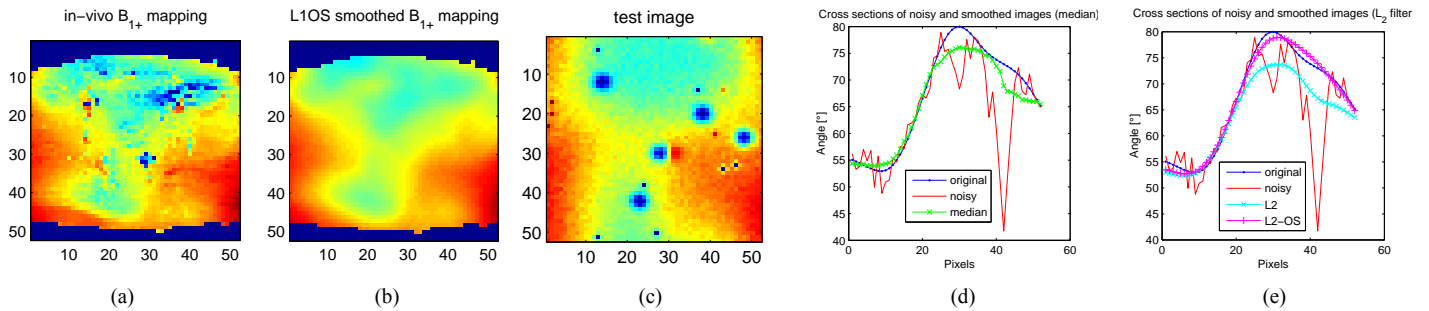 in-vivo B1+ mapping
10
20
30
40
50
10 20 30 40 50
(a)
L1OS smoothed B1+ mapping
10
20
30
40
50
10 20 30 40 50
(b)
test image
10
20
30
40
50
10 20 30 40 50
(c)
Cross sections of noisy and smoothed images (median)
Angle [°]
80
75
70
65
60
55
50
45
40
original
noisy
median
0 20 40 60
Pixels
(d)
Cross sections of noisy and smoothed images (L2 filter
Angle [°]
80
75
70
65
60
55
50
45
40
original
noisy
L2
L2-OS
0 20 40 60
Pixels
(e)